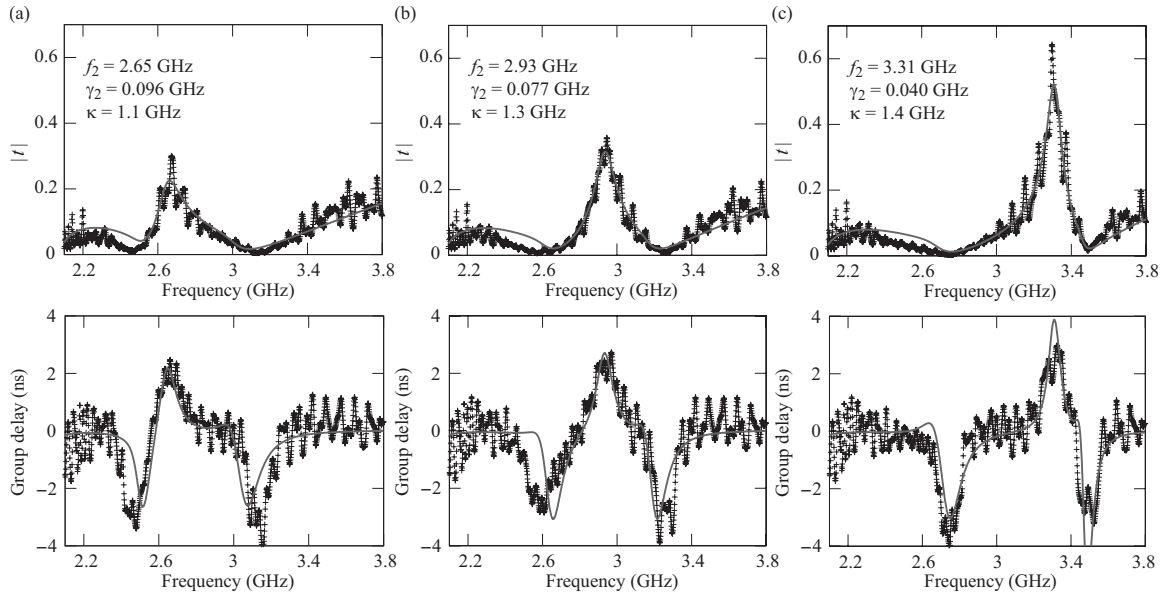 (a)
(b)
(c)
0.6
0.4
0.2
0
|t|
f2 = 2.65 GHz
γ2 = 0.096 GHz
κ = 1.1 GHz
2.2 2.6 3 3.4 3.8
Frequency (GHz)
0.6
0.4
0.2
0
|t|
f2 = 2.93 GHz
γ2 = 0.077 GHz
κ = 1.3 GHz
2.2 2.6 3 3.4 3.8
Frequency (GHz)
0.6
0.4
0.2
0
|t|
f2 = 3.31 GHz
γ2 = 0.040 GHz
κ = 1.4 GHz
2.2 2.6 3 3.4 3.8
Frequency (GHz)
4
2
0
−2
−4
Group delay (ns)
2.2 2.6 3 3.4 3.8
Frequency (GHz)
4
2
0
−2
−4
Group delay (ns)
2.2 2.6 3 3.4 3.8
Frequency (GHz)
4
2
0
−2
−4
Group delay (ns)
2.2 2.6 3 3.4 3.8
Frequency (GHz)